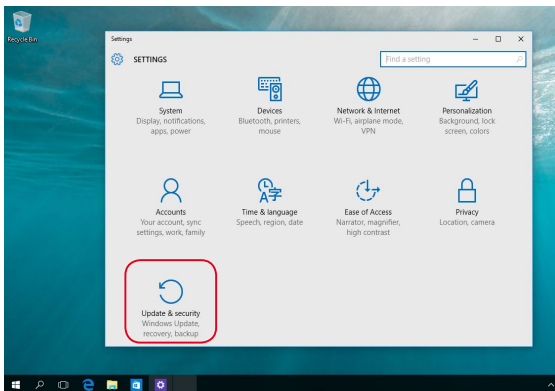 Recycle Bin
Settings
SETTINGS
Find a setting
System
Display, notifications,
apps, power
Devices
Bluetooth, printers,
mouse
Network & Internet
Wi-Fi, airplane mode,
VPN
Personalization
Background, lock
screen, colors
Accounts
Your account, sync
settings, work, family
Time & language
Speech, region, date
Ease of Access
Narrator, magnifier,
high contrast
Privacy
Location, camera
Update & security
Windows Update,
recovery, backup